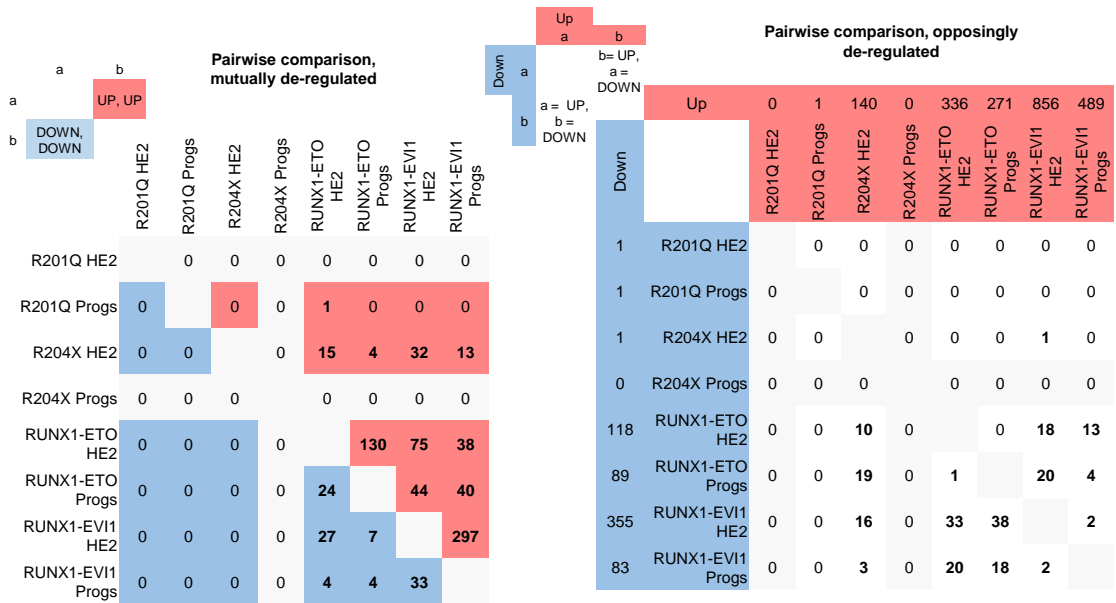 Pairwise comparison,
mutually de-regulated
a b
a UP, UP
b DOWN,
DOWN
R201Q HE2
R201Q Progs
R204X HE2
R204X Progs
RUNX1-ETO
HE2
RUNX1-ETO
Progs
RUNX1-EVI1
HE2
RUNX1-EVI1
Progs
R201Q HE2 0 0 0 0 0 0 0
R201Q Progs 0 0 0 1 0 0 0
R204X HE2 0 0 0 15 4 32 13
R204X Progs 0 0 0 0 0 0 0
RUNX1-ETO
HE2 0 0 0 0 130 75 38
RUNX1-ETO
Progs 0 0 0 0 24 44 40
RUNX1-EVI1
HE2 0 0 0 0 27 7 297
RUNX1-EVI1
Progs 0 0 0 0 4 4 33
Up
a b
Down
a
b
b= UP,
a =
DOWN
a = UP,
b =
DOWN
Pairwise comparison, opposingly
de-regulated
Up 0 1 140 0 336 271 856 489
Down
R201Q HE2
R201Q Progs
R204X HE2
R204X Progs
RUNX1-ETO
HE2
RUNX1-ETO
Progs
RUNX1-EVI1
HE2
RUNX1-EVI1
Progs
1 R201Q HE2 0 0 0 0 0 0 0
1 R201Q Progs 0 0 0 0 0 0 0
1 R204X HE2 0 0 0 0 0 1 0
0 R204X Progs 0 0 0 0 0 0 0
118 RUNX1-ETO
HE2 0 0 10 0 0 18 13
89 RUNX1-ETO
Progs 0 0 19 0 1 20 4
355 RUNX1-EVI1
HE2 0 0 16 0 33 38 2
83 RUNX1-EVI1
Progs 0 0 3 0 20 18 2